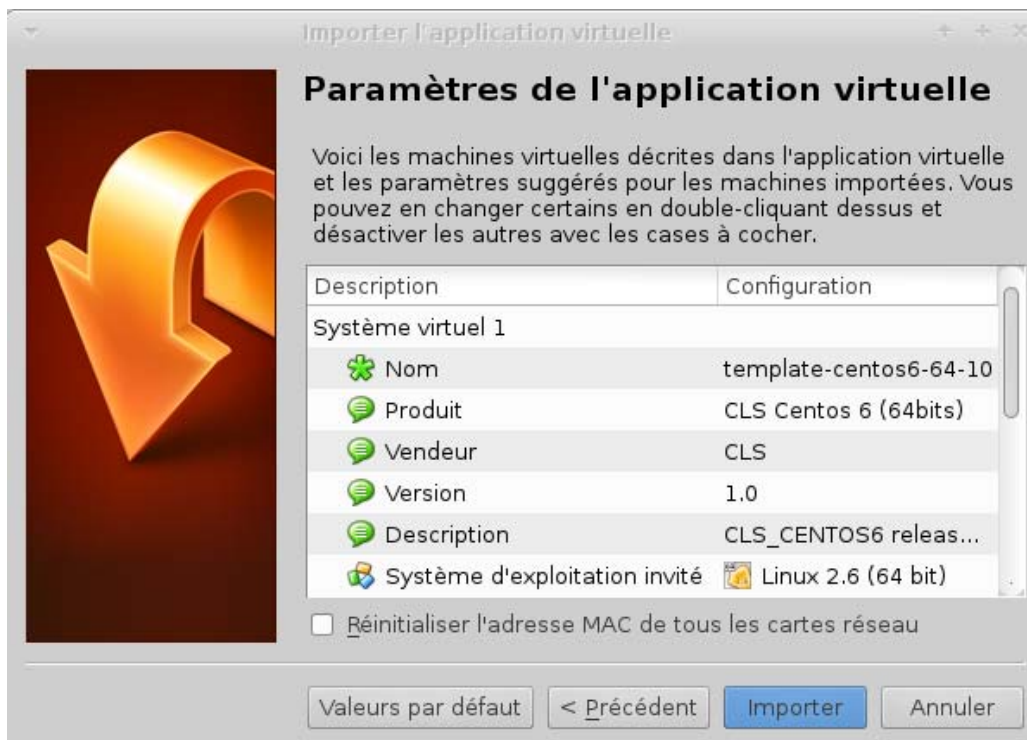 Importer l'application virtuelle
Paramètres de l'application virtuelle
Voici les machines virtuelles décrites dans l'application virtuelle
et les paramètres suggérés pour les machines importées. Vous
pouvez en changer certains en double-cliquant dessus et
désactiver les autres avec les cases à cocher.
Description Configuration
Système virtuel 1
Nom template-centos6-64-10
Produit CLS Centos 6 (64bits)
Vendeur CLS
Version 1.0
Description CLS_CENTOS6 releas...
Système d'exploitation invité Linux 2.6 (64 bit)
Réinitialiser l'adresse MAC de tous les cartes réseau
Valeurs par défaut < Précédent Importer Annuler